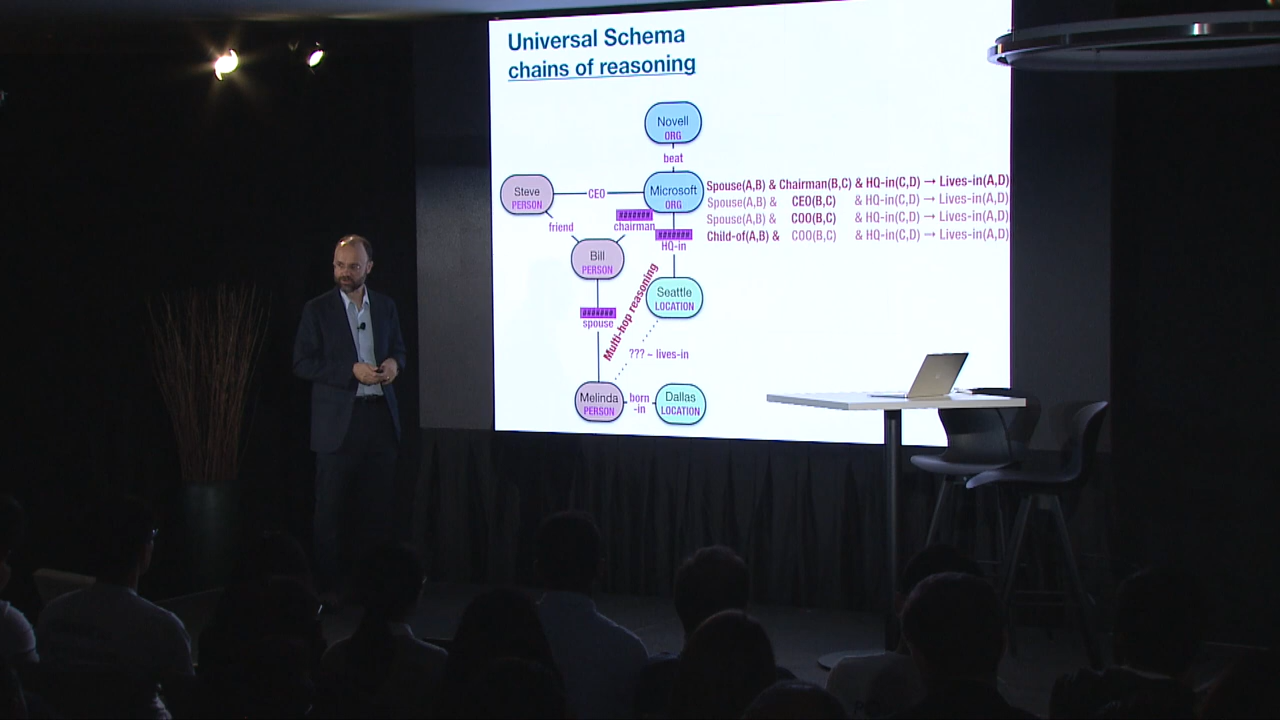 Universal Schema
chains of reasoning
Novell
ORG
beat
Steve
PERSON
CEO
Microsoft
ORG
Spouse(A,B) & Chairman(B,C) & HQ-in(C,D) → Lives-in(A,D)
Spouse(A,B) & CEO(B,C) & HQ-in(C,D) → Lives-in(A,D)
Spouse(A,B) & COO(B,C) & HQ-in(C,D) → Lives-in(A,D)
Child-of(A,B) & COO(B,C) & HQ-in(C,D) → Lives-in(A,D)
#######
chairman
friend
#######
HQ-in
Bill
PERSON
Seattle
LOCATION
Multi-hop reasoning
#######
spouse
??? ~ lives-in
Melinda
PERSON
born
-in
Dallas
LOCATION